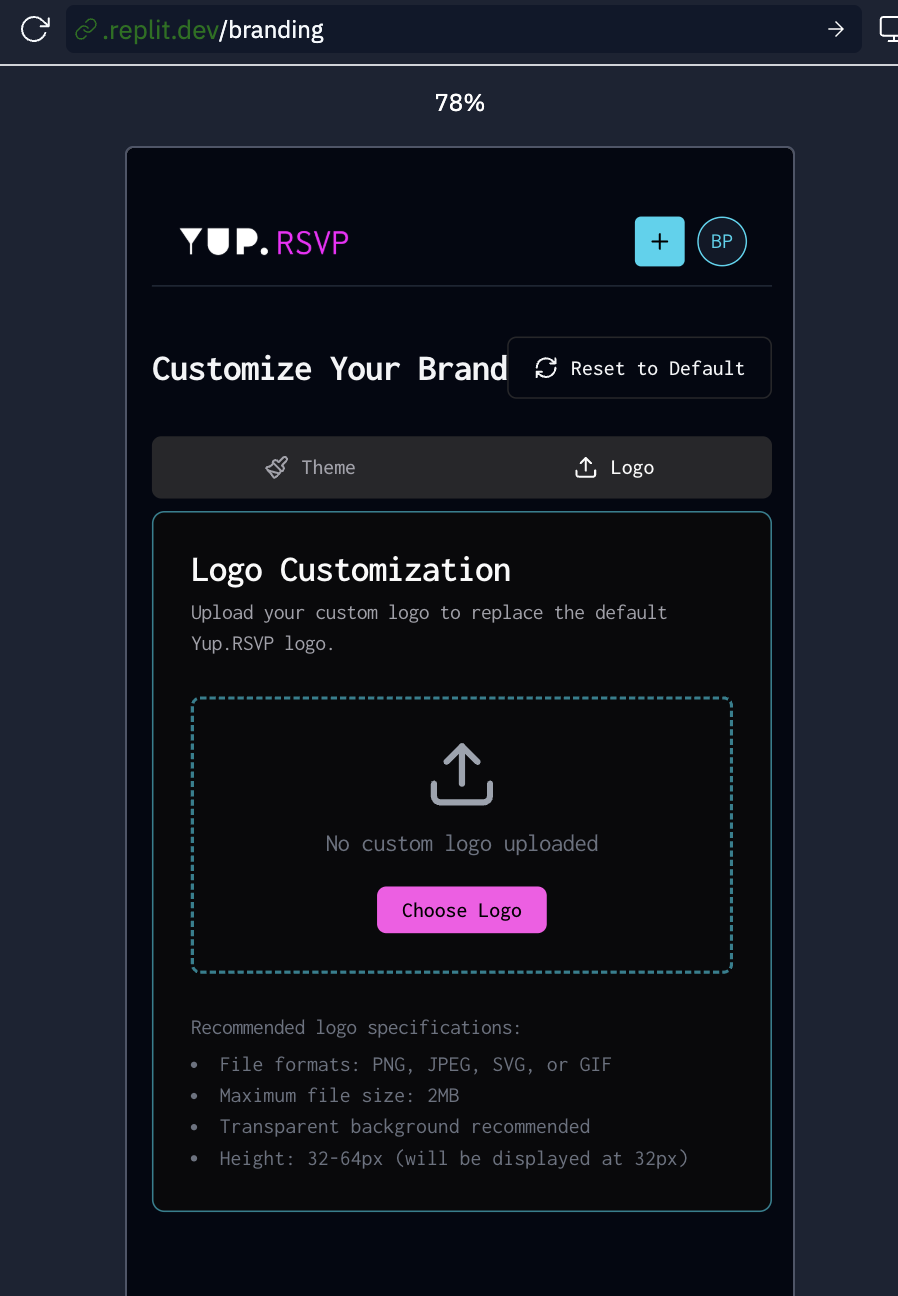 .replit.dev/branding
78%
YUP.RSVP
+
BP
Customize Your Brand
Reset to Default
Theme
Logo
Logo Customization
Upload your custom logo to replace the default
Yup.RSVP logo.
No custom logo uploaded
Choose Logo
Recommended logo specifications:
• File formats: PNG, JPEG, SVG, or GIF
• Maximum file size: 2MB
• Transparent background recommended
• Height: 32-64px (will be displayed at 32px)